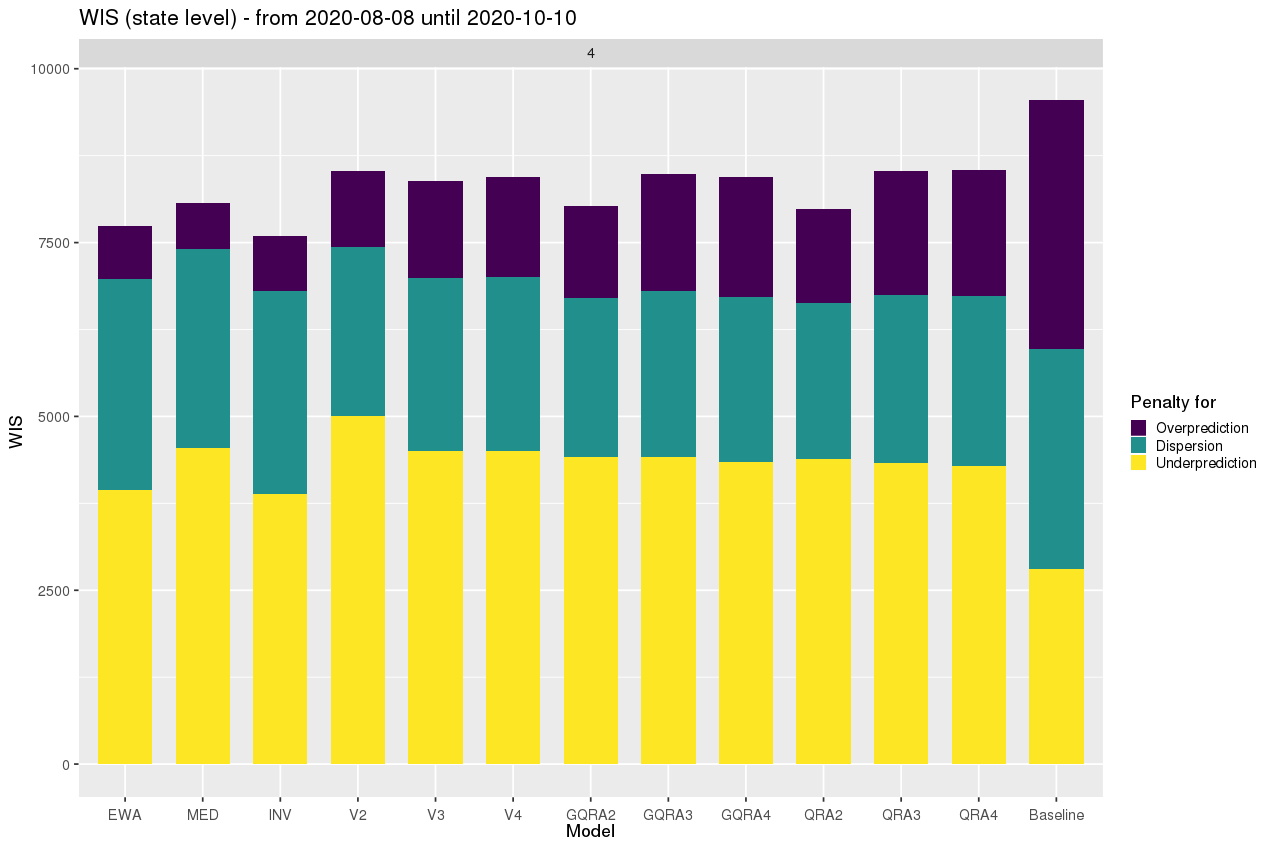 WIS (state level) - from 2020-08-08 until 2020-10-10
4
10000
7500
5000
2500
0
WIS
EWA MED INV V2 V3 V4 GQRA2 GQRA3 GQRA4 QRA2 QRA3 QRA4 Baseline
Model
Penalty for
Overprediction
Dispersion
Underprediction